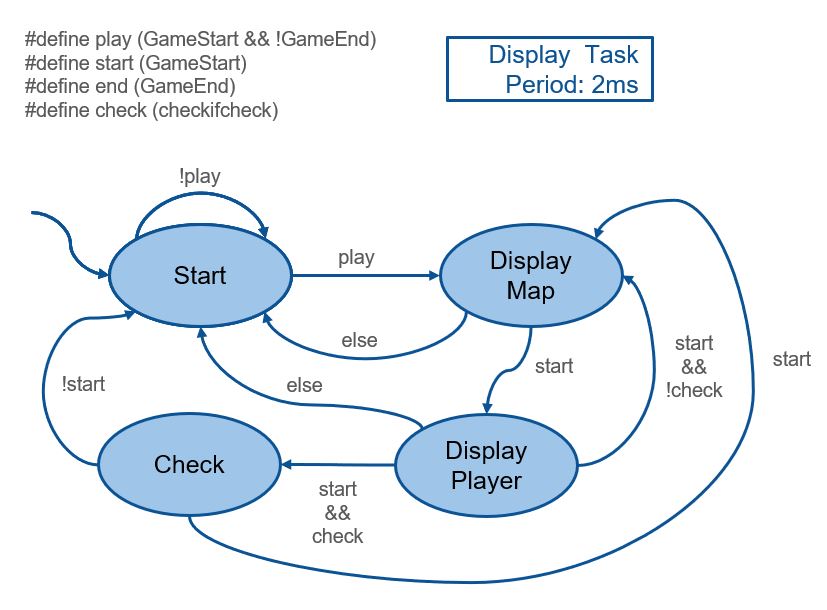 #define play (GameStart && !GameEnd)
#define start (GameStart)
#define end (GameEnd)
#define check (checkifcheck)
Display Task
Period: 2ms
!play
Start
play
Display
Map
else
start
start
&&
!check
start
!start
else
Check
Display
Player
start
&&
check